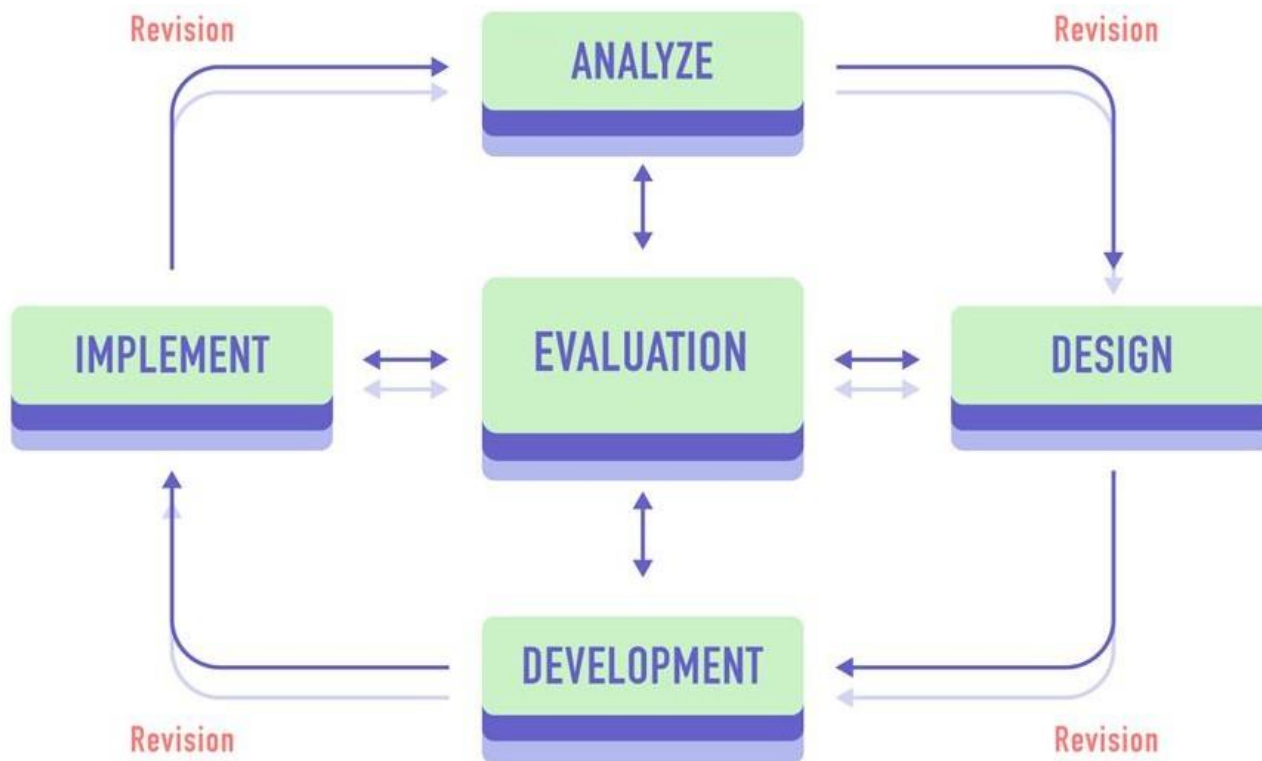 Revision
ANALYZE
Revision
IMPLEMENT
EVALUATION
DESIGN
Revision
DEVELOPMENT
Revision